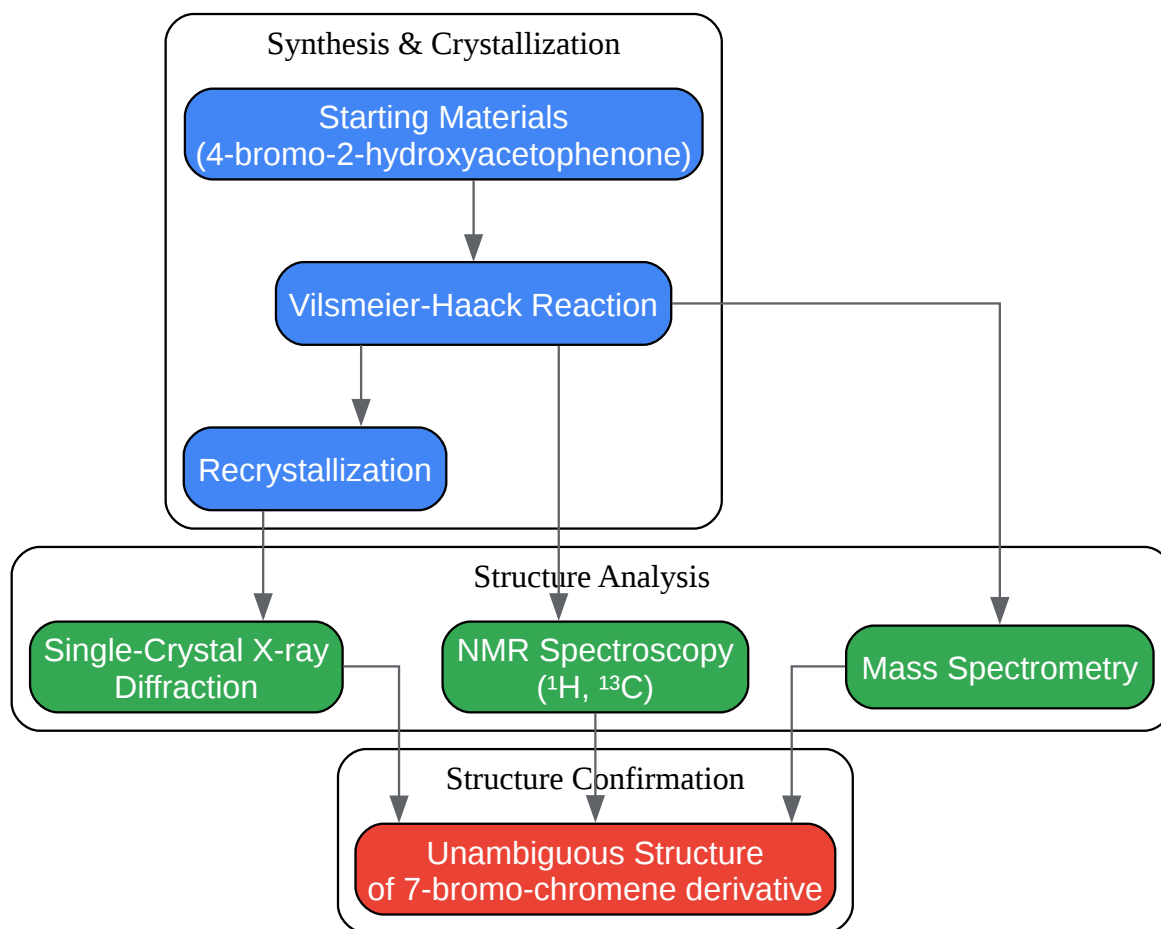 Synthesis & Crystallization
Starting Materials
(4-bromo-2-hydroxyacetophenone)
Vilsmeier-Haack Reaction
Recrystallization
Structure Analysis
Single-Crystal X-ray
Diffraction
NMR Spectroscopy
(¹H, ¹³C)
Mass Spectrometry
Structure Confirmation
Unambiguous Structure
of 7-bromo-chromene derivative